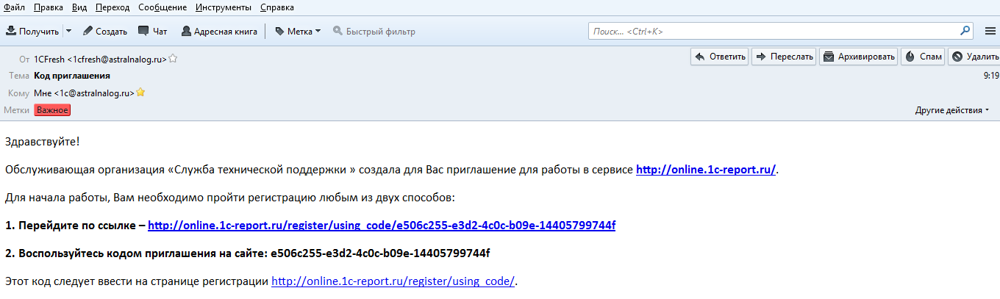 Файл Правка Вид Переход Сообщение Инструменты Справка
Получить Создать Чат Адресная книга Метка Быстрый фильтр Поиск... <Ctrl+K>
От 1CFresh <1cfresh@astralnalog.ru> Ответить Переслать Архивировать Спам Удалить
Тема Код приглашения 9:19
Кому Мне <1c@astralnalog.ru>
Метки Важное Другие действия
Здравствуйте!
Обслуживающая организация «Служба технической поддержки » создала для Вас приглашение для работы в сервисе http://online.1c-report.ru/.
Для начала работы, Вам необходимо пройти регистрацию любым из двух способов:
1. Перейдите по ссылке – http://online.1c-report.ru/register/using_code/e506c255-e3d2-4c0c-b09e-14405799744f
2. Воспользуйтесь кодом приглашения на сайте: e506c255-e3d2-4c0c-b09e-14405799744f
Этот код следует ввести на странице регистрации http://online.1c-report.ru/register/using_code/.